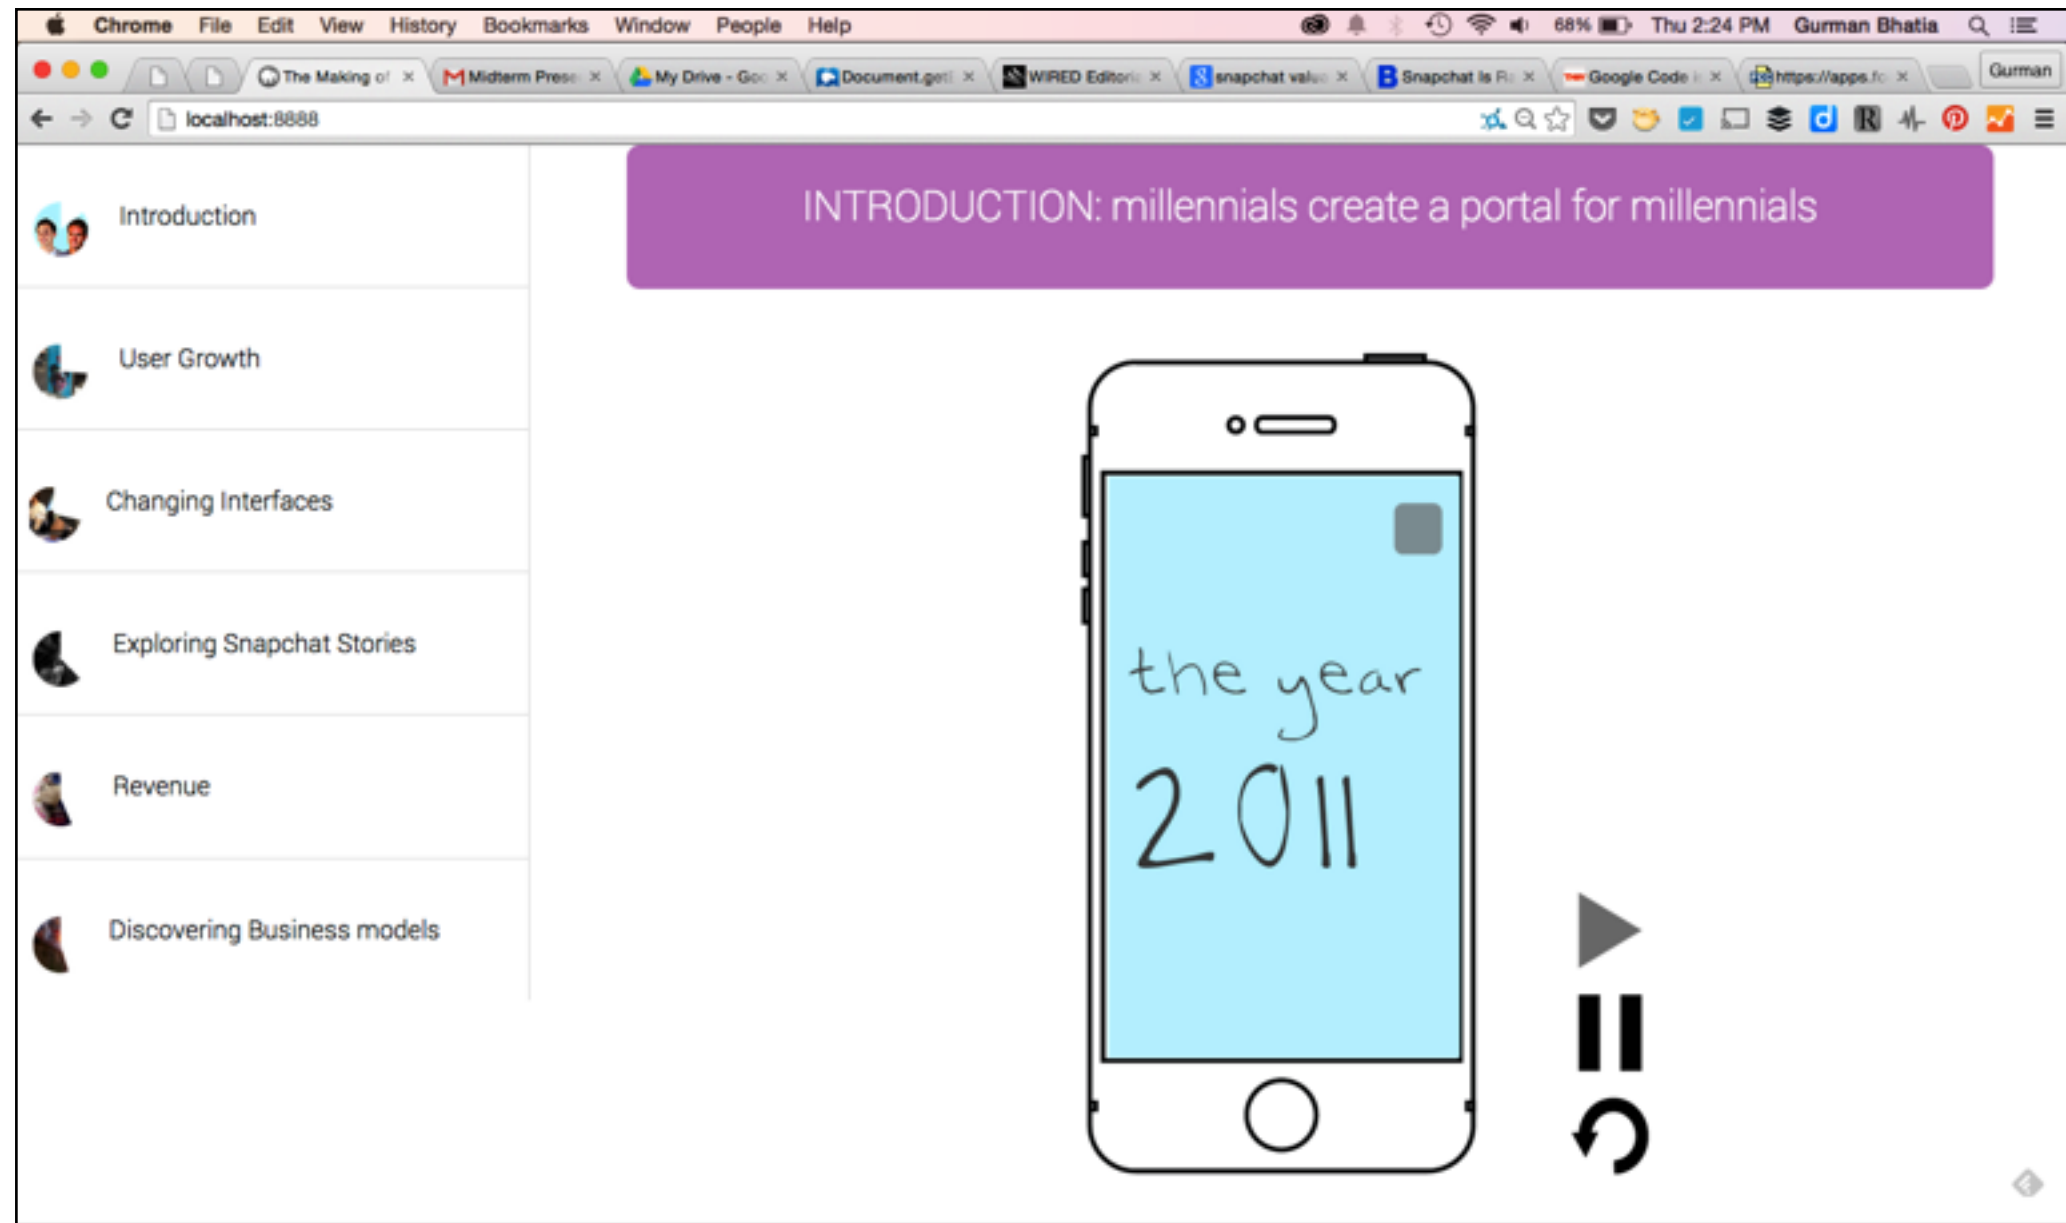 Chrome File Edit View History Bookmarks Window People Help 68% Thu 2:24 PM Gurman Bhatia
The Making of Midterm Prese My Drive - Goo Document.get WIRED Editoria snapchat value Snapchat Is Ra Google Code i https://apps.fc Gurman
localhost:8888
Introduction
User Growth
Changing Interfaces
Exploring Snapchat Stories
Revenue
Discovering Business models
INTRODUCTION: millennials create a portal for millennials
the year
2011